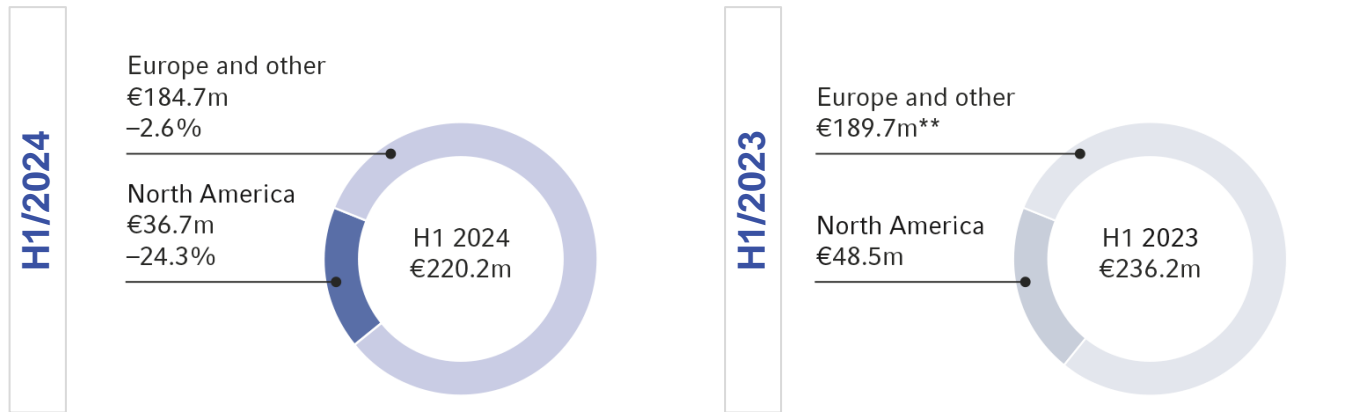 H1/2024
Europe and other
€184.7m
–2.6%
North America
€36.7m
–24.3%
H1 2024
€220.2m
H1/2023
Europe and other
€189.7m**
North America
€48.5m
H1 2023
€236.2m